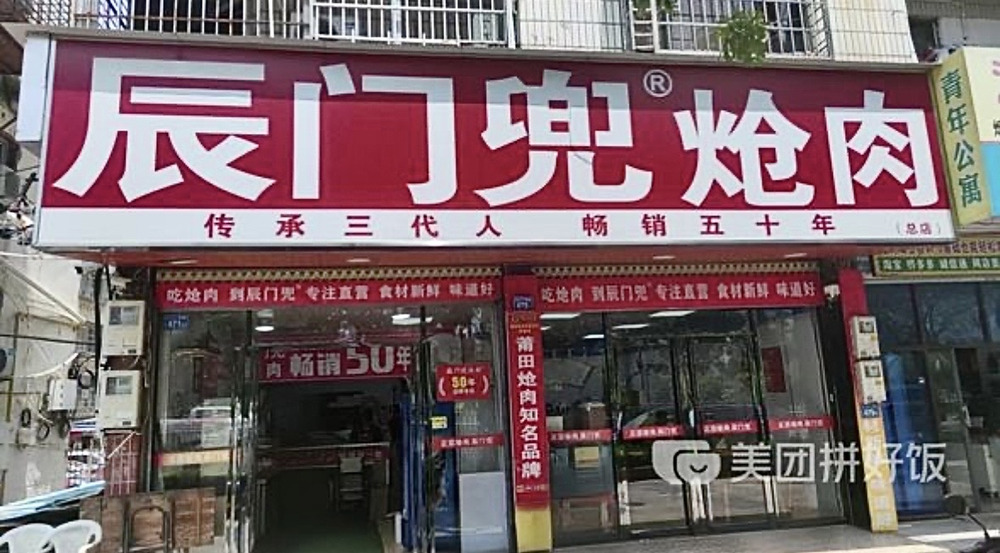 辰门兜® 炝肉
传承三代人 畅销五十年 (总店)
青年公寓
吃炝肉 到辰门兜® 专注直营 食材新鲜 味道好
吃炝肉 到辰门兜® 专注直营 食材新鲜 味道好
畅销50年
50年
莆田炝肉知名品牌
美团拼好饭